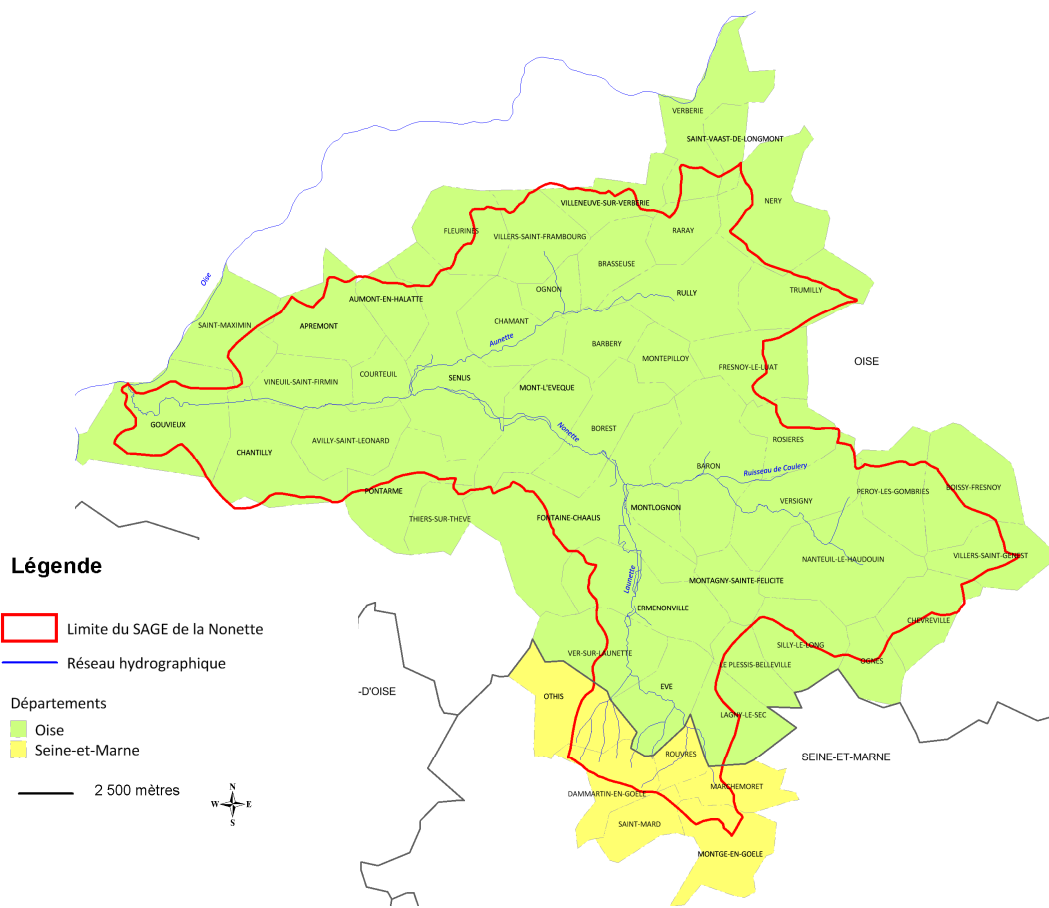 VERBERIE
SAINT-VAAST-DE-LONGMONT
NERY
VILLENEUVE-SUR-VERBERIE
FLEURINES
VILLERS-SAINT-FRAMBOURG
RARAY
BRASSEUSE
Oise
OGNON
RULLY
TRUMILLY
AUMONT-EN-HALATTE
SAINT-MAXIMIN
APREMONT
CHAMANT
Aunette
BARBERY
MONTEPILLOY
OISE
FRESNOY-LE-LUAT
VINEUIL-SAINT-FIRMIN
COURTEUIL
SENLIS
MONT-L'EVEQUE
GOUVIEUX
BOREST
Nonette
AVILLY-SAINT-LEONARD
ROSIERES
CHANTILLY
BARON
Ruisseau de Coulery
PONTARME
PEROY-LES-GOMBRIES
BOISSY-FRESNOY
VERSIGNY
MONTLOGNON
THIERS-SUR-THEVE
FONTAINE-CHAALIS
VILLERS-SAINT-GENEST
NANTEUIL-LE-HAUDOUIN
Légende
Launette
MONTAGNY-SAINTE-FELICITE
ERMENONVILLE
CHEVREVILLE
Limite du SAGE de la Nonette
SILLY-LE-LONG
VER-SUR-LAUNETTE
Réseau hydrographique
LE PLESSIS-BELLEVILLE
OGNES
-D'OISE
EVE
OTHIS
Départements
LAGNY-LE-SEC
Oise
Seine-et-Marne
ROUVRES
SEINE-ET-MARNE
2 500 mètres
N
W E
S
MARCHEMORET
DAMMARTIN-EN-GOELE
SAINT-MARD
MONTGE-EN-GOELE